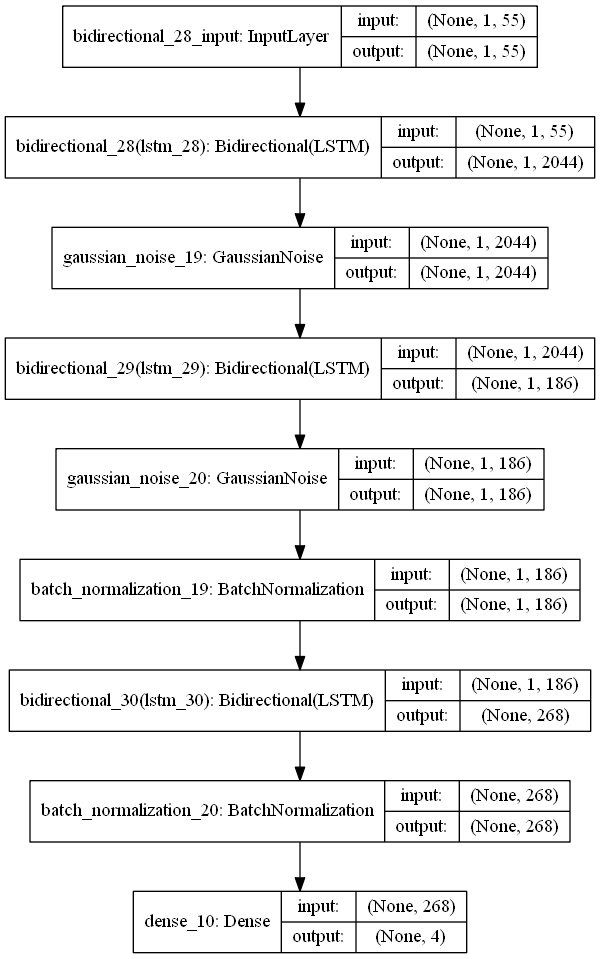 bidirectional_28_input: InputLayer
input: (None, 1, 55)
output: (None, 1, 55)
bidirectional_28(lstm_28): Bidirectional(LSTM)
input: (None, 1, 55)
output: (None, 1, 2044)
gaussian_noise_19: GaussianNoise
input: (None, 1, 2044)
output: (None, 1, 2044)
bidirectional_29(lstm_29): Bidirectional(LSTM)
input: (None, 1, 2044)
output: (None, 1, 186)
gaussian_noise_20: GaussianNoise
input: (None, 1, 186)
output: (None, 1, 186)
batch_normalization_19: BatchNormalization
input: (None, 1, 186)
output: (None, 1, 186)
bidirectional_30(lstm_30): Bidirectional(LSTM)
input: (None, 1, 186)
output: (None, 268)
batch_normalization_20: BatchNormalization
input: (None, 268)
output: (None, 268)
dense_10: Dense
input: (None, 268)
output: (None, 4)